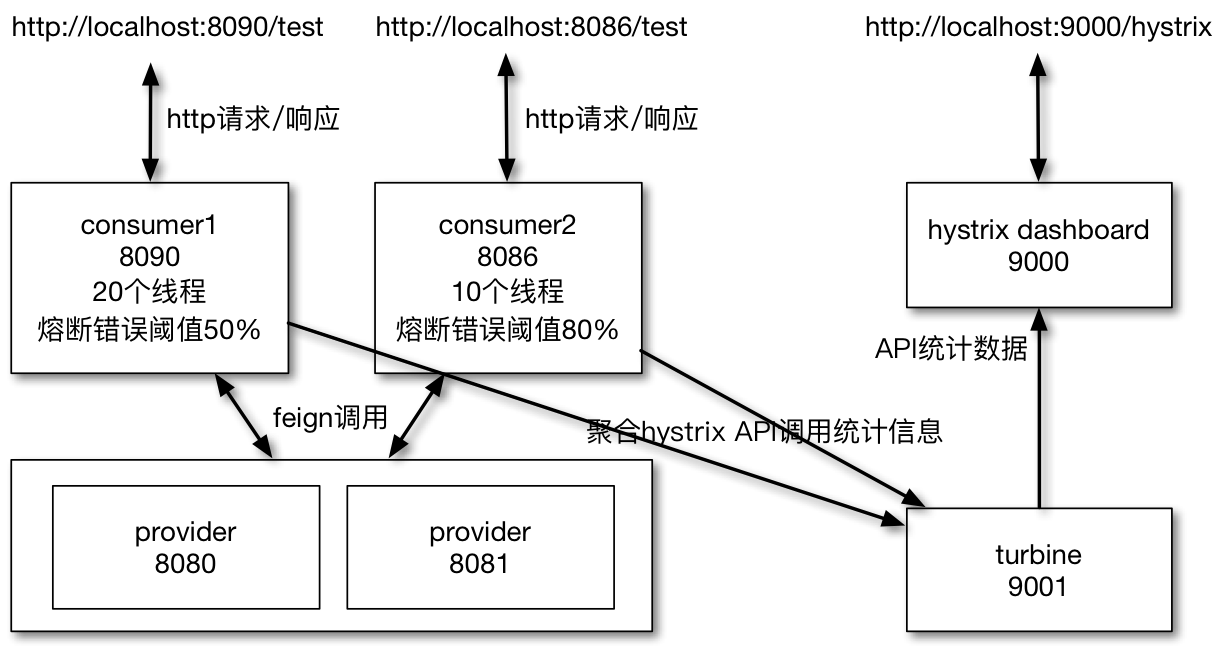 http://localhost:8090/test
http://localhost:8086/test
http://localhost:9000/hystrix
http请求/响应
http请求/响应
consumer1
8090
20个线程
熔断错误阈值50%
consumer2
8086
10个线程
熔断错误阈值80%
hystrix dashboard
9000
API统计数据
feign调用
聚合hystrix API调用统计信息
provider
8080
provider
8081
turbine
9001